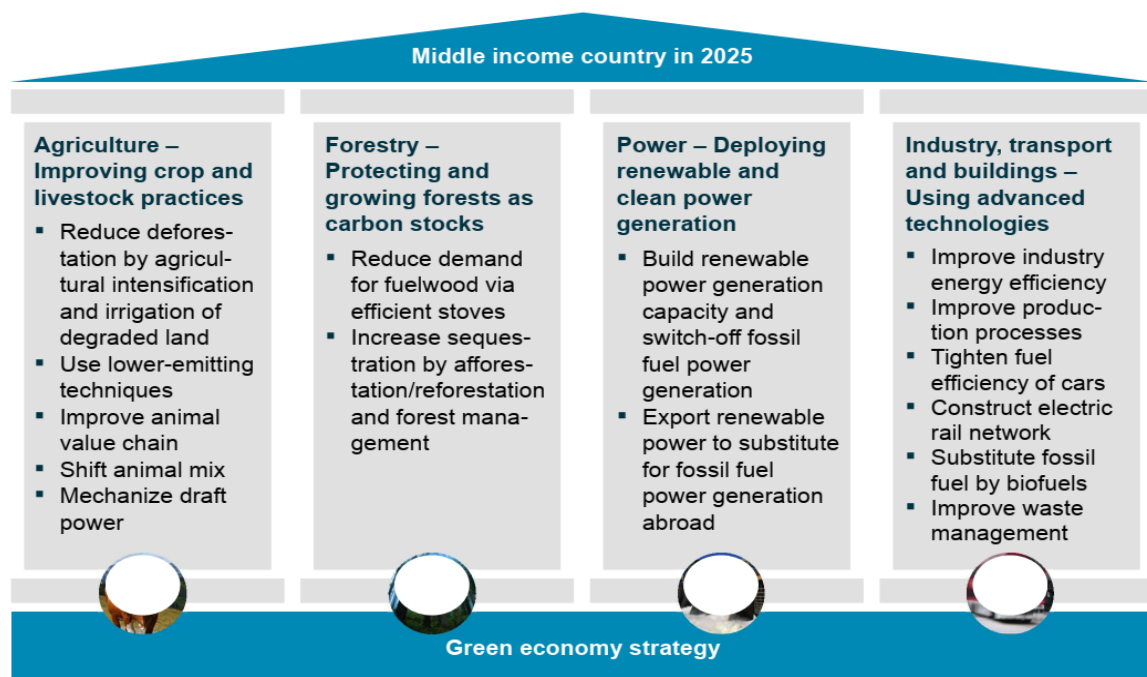 Middle income country in 2025
Agriculture –
Improving crop and
livestock practices
▪ Reduce defores-
tation by agricul-
tural intensification
and irrigation of
degraded land
▪ Use lower-emitting
techniques
▪ Improve animal
value chain
▪ Shift animal mix
▪ Mechanize draft
power
Forestry –
Protecting and
growing forests as
carbon stocks
▪ Reduce demand
for fuelwood via
efficient stoves
▪ Increase seques-
tration by affores-
tation/reforestation
and forest mana-
gement
Power – Deploying
renewable and
clean power
generation
▪ Build renewable
power generation
capacity and
switch-off fossil
fuel power
generation
▪ Export renewable
power to substitute
for fossil fuel
power generation
abroad
Industry, transport
and buildings –
Using advanced
technologies
▪ Improve industry
energy efficiency
▪ Improve produc-
tion processes
▪ Tighten fuel
efficiency of cars
▪ Construct electric
rail network
▪ Substitute fossil
fuel by biofuels
▪ Improve waste
management
Green economy strategy